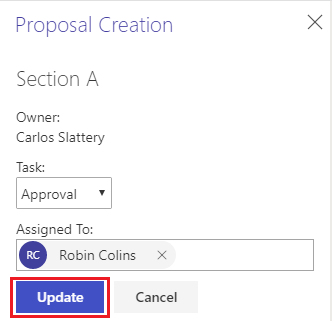 Proposal Creation
Section A
Owner:
Carlos Slattery
Task:
Approval
Assigned To:
RC Robin Colins
Update Cancel